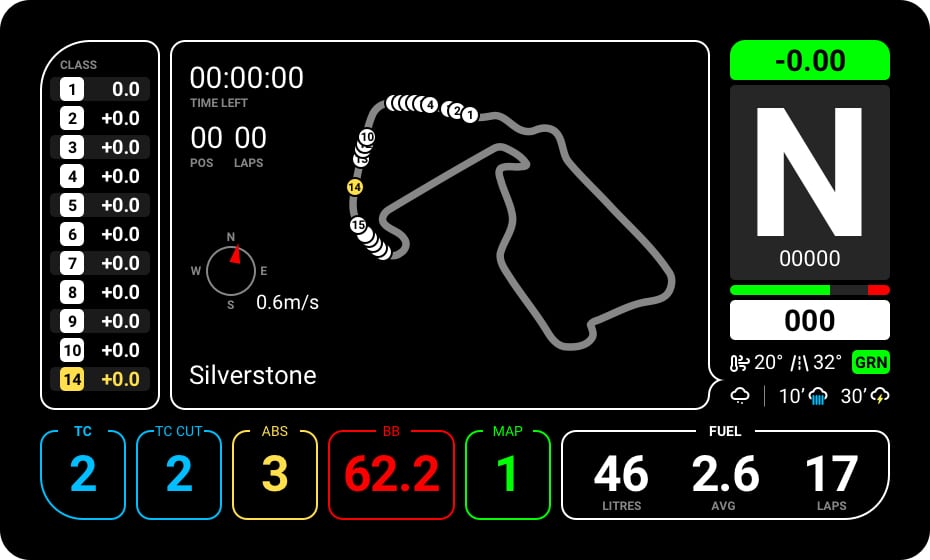 CLASS
1 0.0
2 +0.0
3 +0.0
4 +0.0
5 +0.0
6 +0.0
7 +0.0
8 +0.0
9 +0.0
10 +0.0
14 +0.0
00:00:00
TIME LEFT
00 00
POS LAPS
4 2 1
10
14
15
N
W E
S
0.6m/s
Silverstone
-0.00
N
00000
000
20° 32° GRN
10’ 30’
TC
2
TC CUT
2
ABS
3
BB
62.2
MAP
1
FUEL
46 2.6 17
LITRES AVG LAPS